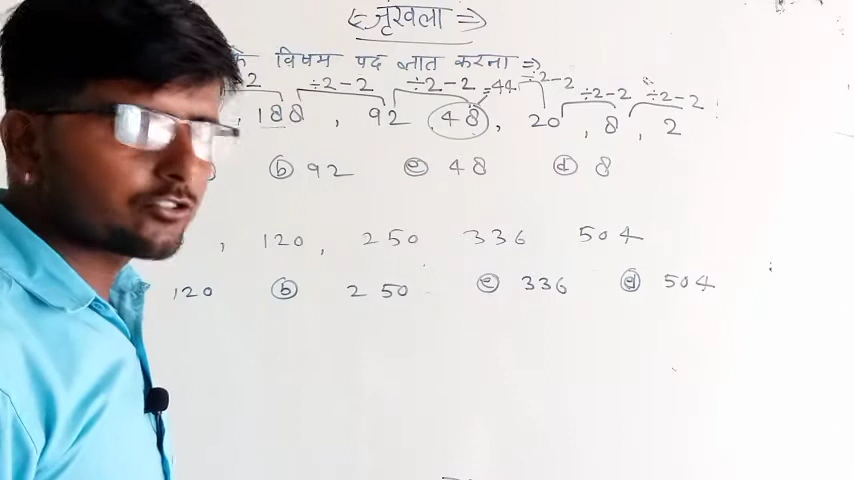 ⇐ शृंखला ⇒
के विषम पद ज्ञात करना ⇒
÷2-2 ÷2-2 =44 ÷2-2 ÷2-2 ÷2-2
, 188 , 92 48 , 20 , 8 , 2
ⓑ 92 ⓒ 48 ⓓ 8
, 120 , 250 336 504
120 ⓑ 250 ⓒ 336 ⓓ 504